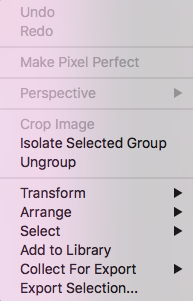 Undo
Redo
Make Pixel Perfect
Perspective
Crop Image
Isolate Selected Group
Ungroup
Transform
Arrange
Select
Add to Library
Collect For Export
Export Selection...